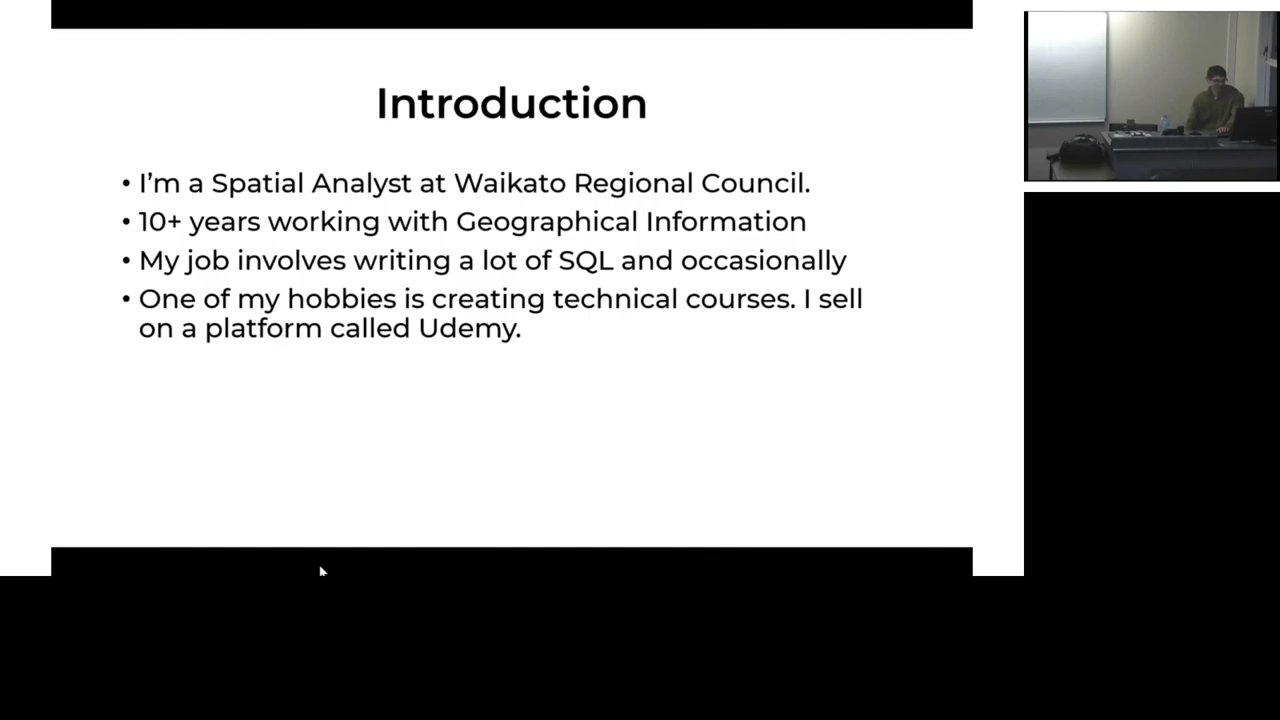 Introduction
• I’m a Spatial Analyst at Waikato Regional Council.
• 10+ years working with Geographical Information
• My job involves writing a lot of SQL and occasionally
• One of my hobbies is creating technical courses. I sell
on a platform called Udemy.